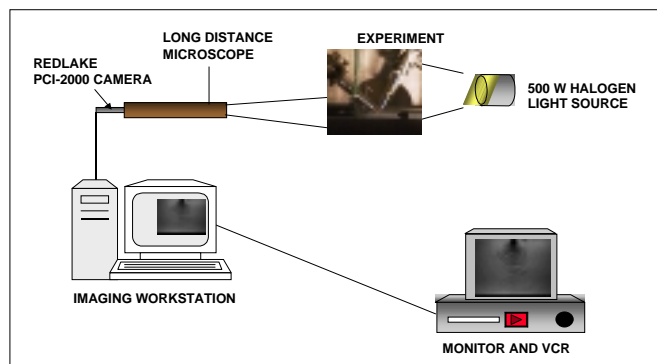 LONG DISTANCE
MICROSCOPE
EXPERIMENT
REDLAKE
PCI-2000 CAMERA
500 W HALOGEN
LIGHT SOURCE
IMAGING WORKSTATION
MONITOR AND VCR